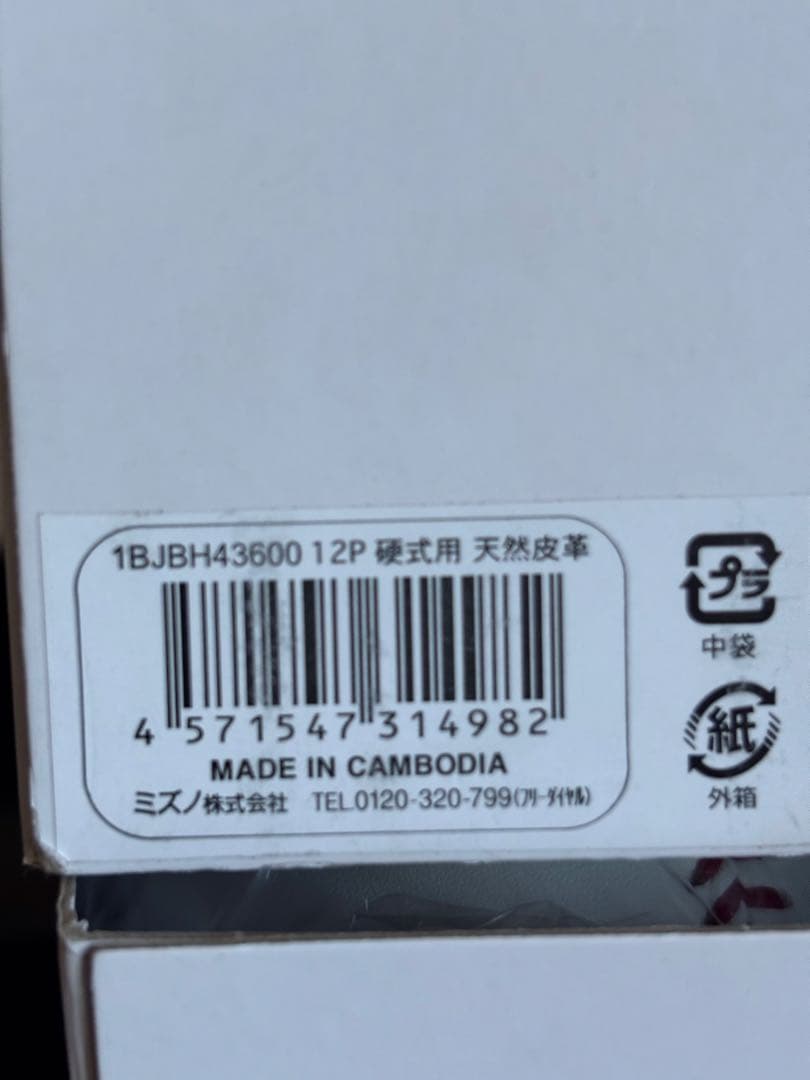 1BJBH43600 12P 硬式用 天然皮革
4 571547 314982
MADE IN CAMBODIA
ミズノ株式会社 TEL.0120-320-799(フリーダイヤル)
プラ
中袋
紙
外箱